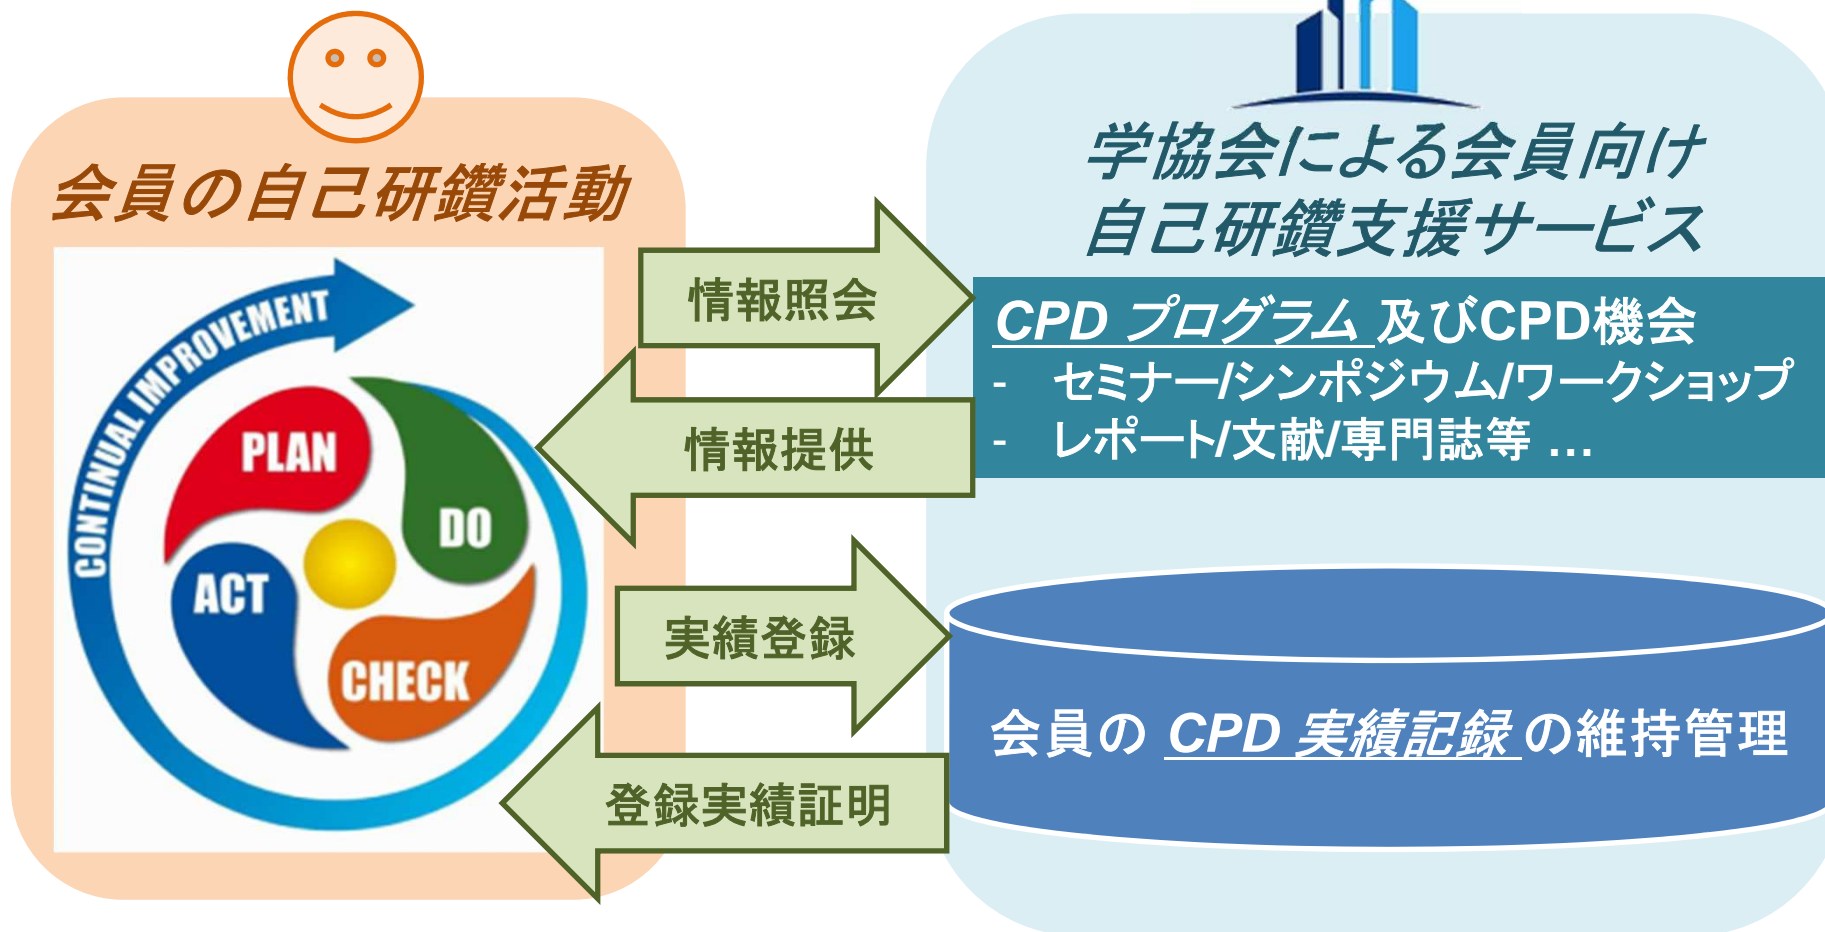 会員の自己研鑽活動
CONTINUAL IMPROVEMENT
PLAN
DO
ACT
CHECK
情報照会
情報提供
実績登録
登録実績証明
学協会による会員向け
自己研鑽支援サービス
CPD プログラム 及びCPD機会
- セミナー/シンポジウム/ワークショップ
- レポート/文献/専門誌等 ...
会員の CPD 実績記録 の維持管理